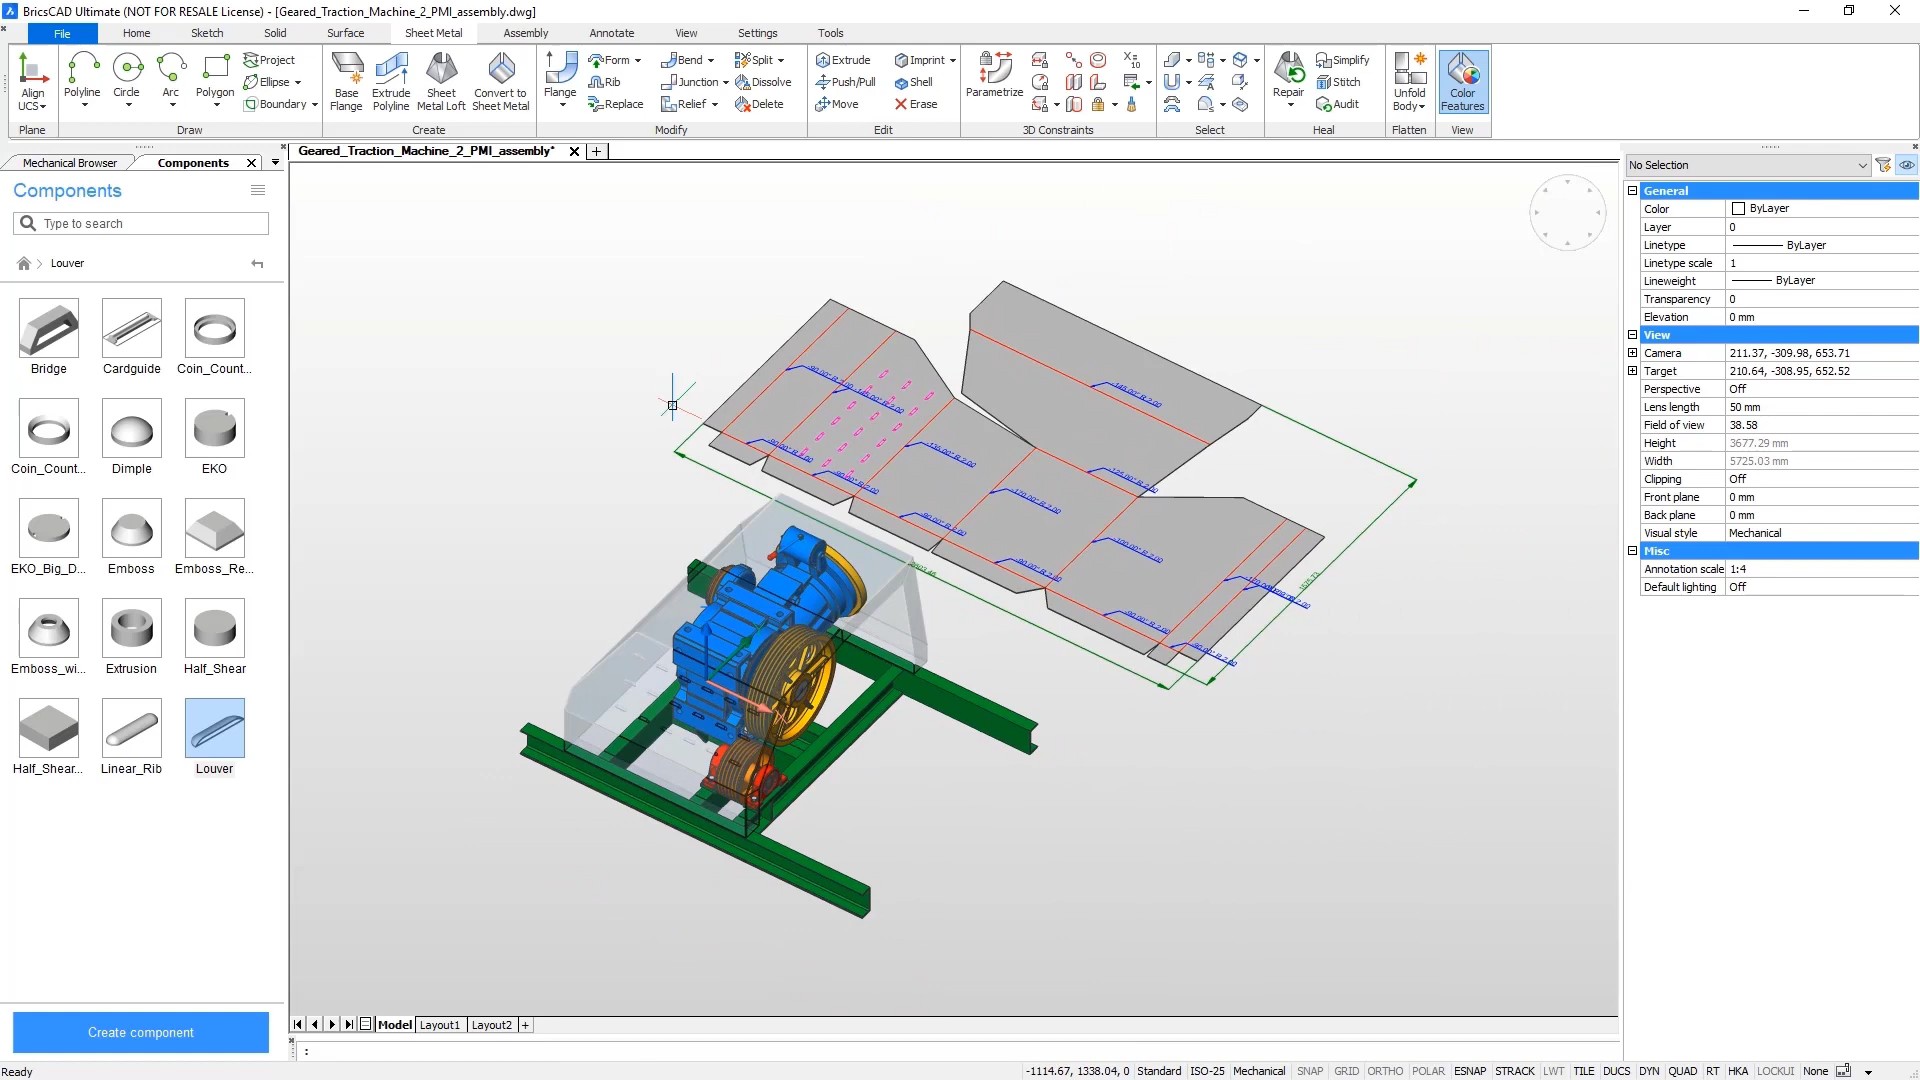 BricsCAD Ultimate (NOT FOR RESALE License) - [Geared_Traction_Machine_2_PMI_assembly.dwg]
File Home Sketch Solid Surface Sheet Metal Assembly Annotate View Settings Tools
Align UCS
Polyline
Circle
Arc
Polygon
Project
Ellipse
Boundary
Base Flange
Extrude Polyline
Sheet Metal Loft
Convert to Sheet Metal
Flange
Form
Rib
Replace
Bend
Junction
Relief
Split
Dissolve
Delete
Extrude
Push/Pull
Move
Imprint
Shell
Erase
Parametrize
Repair
Simplify
Stitch
Audit
Unfold Body
Color Features
Plane Draw Create Modify Edit 3D Constraints Select Heal Flatten View
Mechanical Browser Components
Geared_Traction_Machine_2_PMI_assembly*
Components
Type to search
Louver
Bridge Cardguide Coin_Count...
Coin_Count... Dimple EKO
EKO_Big_D... Emboss Emboss_Re...
Emboss_wi... Extrusion Half_Shear
Half_Shear... Linear_Rib Louver
Create component
No Selection
General
Color ByLayer
Layer 0
Linetype ByLayer
Linetype scale 1
Lineweight ByLayer
Transparency 0
Elevation 0 mm
View
Camera 211.37, -309.98, 653.71
Target 210.64, -308.95, 652.52
Perspective Off
Lens length 50 mm
Field of view 38.58
Height 3677.29 mm
Width 5725.03 mm
Clipping Off
Front plane 0 mm
Back plane 0 mm
Visual style Mechanical
Misc
Annotation scale 1:4
Default lighting Off
Model Layout1 Layout2 +
:
Ready
-1114.67, 1338.04, 0 Standard ISO-25 Mechanical SNAP GRID ORTHO POLAR ESNAP STRACK LWT TILE DUCS DYN QUAD RT HKA LOCKUI None